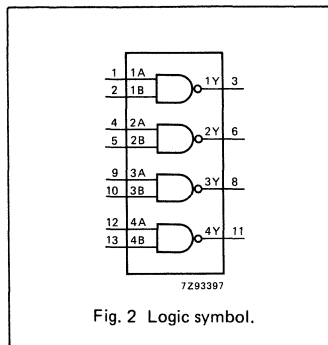 1 1A 1Y 3
2 1B
4 2A 2Y 6
5 2B
9 3A 3Y 8
10 3B
12 4A 4Y 11
13 4B
7Z93397
Fig. 2 Logic symbol.